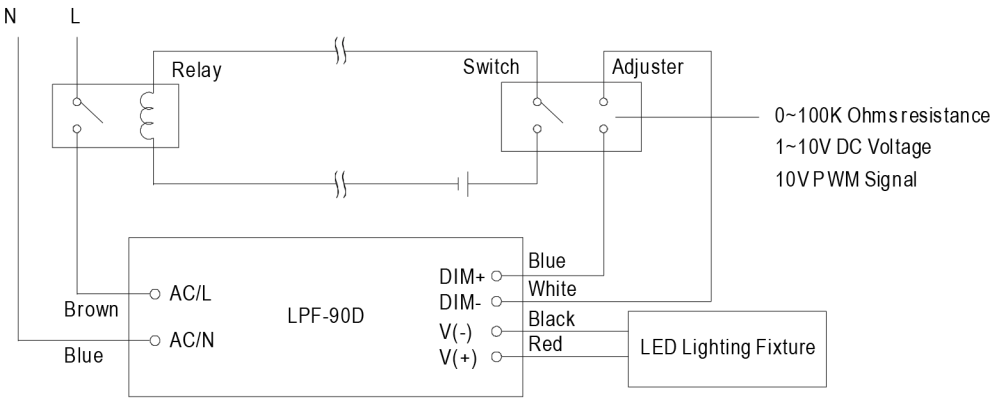 N L
Relay
Switch
Adjuster
0~100K Ohms resistance
1~10V DC Voltage
10V PWM Signal
Brown
Blue
AC/L
AC/N
LPF-90D
DIM+
DIM-
V(-)
V(+)
Blue
White
Black
Red
LED Lighting Fixture